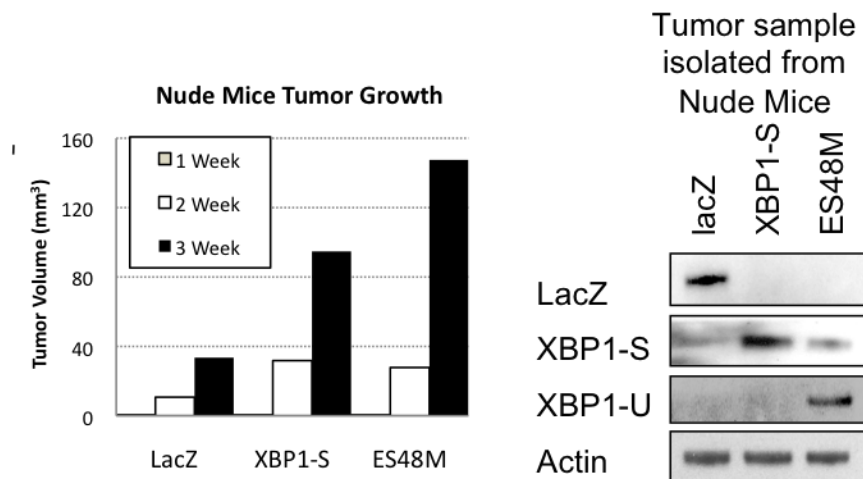 Nude Mice Tumor Growth
1 Week
2 Week
3 Week
Tumor Volume (mm³)
160
120
80
40
0
LacZ XBP1-S ES48M
Tumor sample
isolated from
Nude Mice
lacZ
XBP1-S
ES48M
LacZ
XBP1-S
XBP1-U
Actin